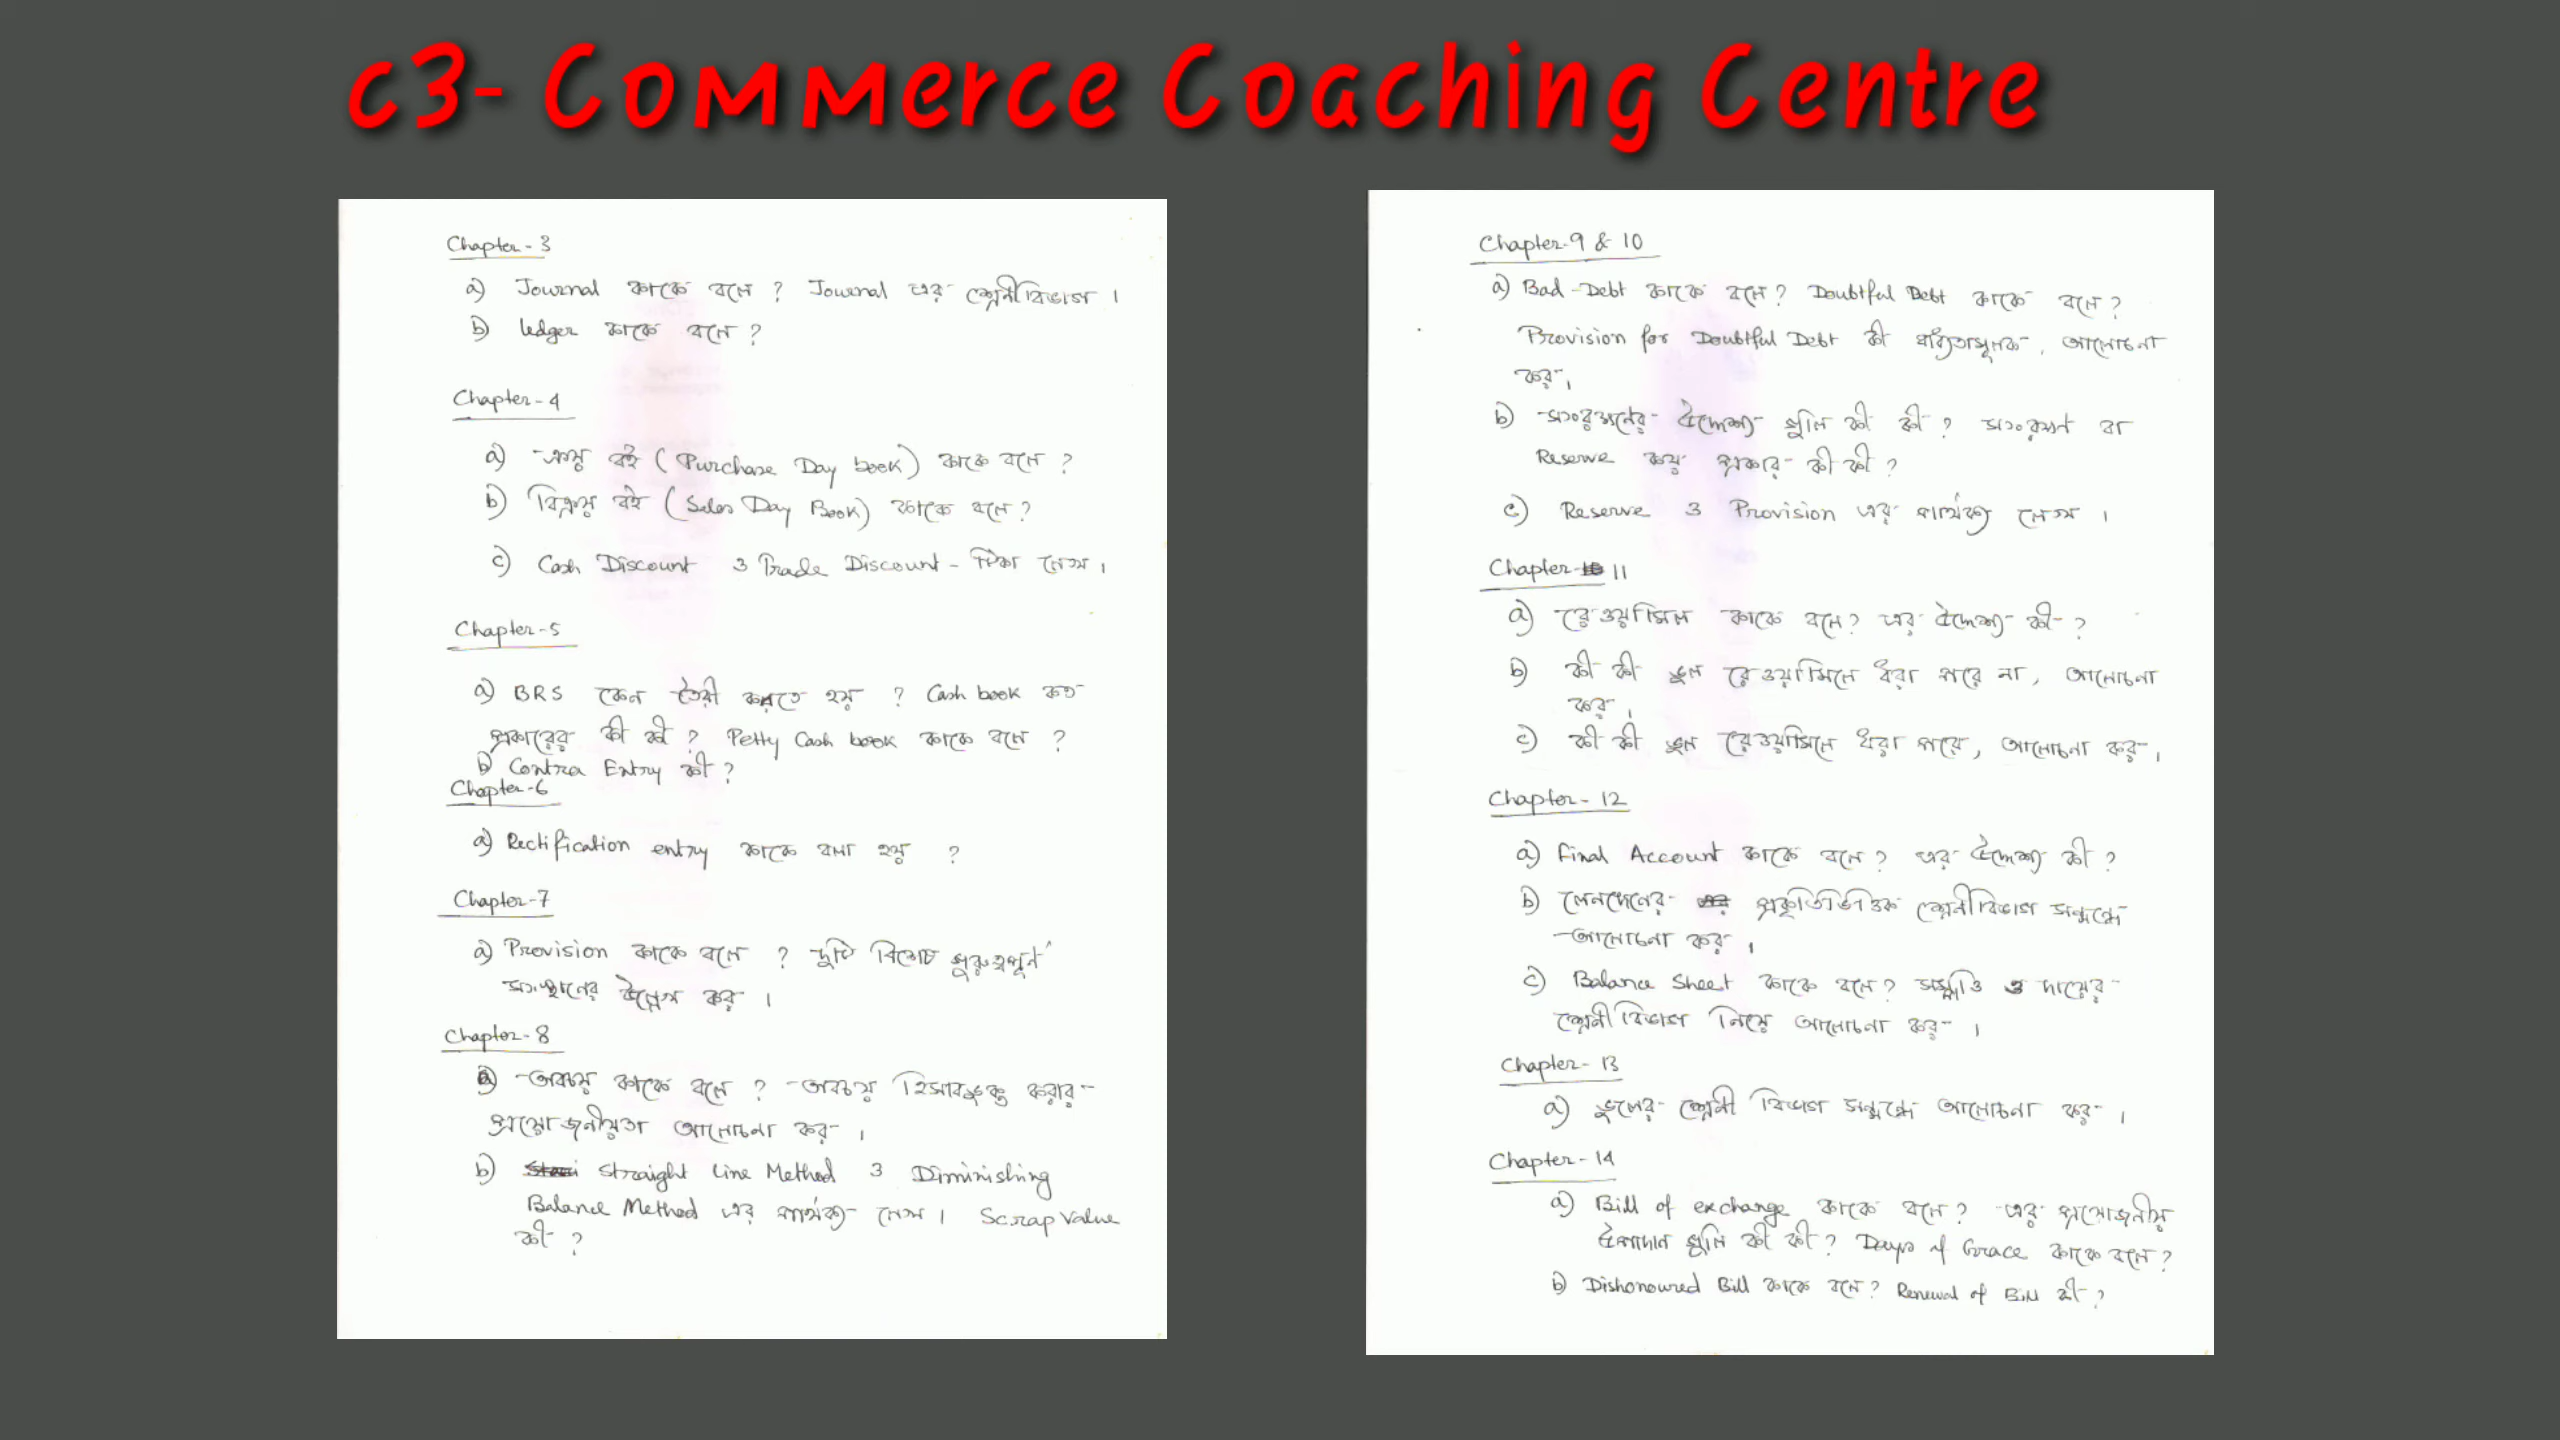 c3- Commerce Coaching Centre
Chapter-3
a) Journal কাকে বলে ? Journal এর শ্রেনীবিভাগ ।
b) ledger কাকে বলে ?
Chapter-4
a) ক্রয় বই ( Purchase Day book) কাকে বলে ?
b) বিক্রয় বই ( Sales Day Book) কাকে বলে ?
c) Cash Discount ও Trade Discount - টিকা লেখ ।
Chapter-5
a) BRS কেন তৈরী করতে হয় ? Cash book কত
প্রকারের কী কী ? Petty Cash book কাকে বলে ?
b) Contra Entry কী ?
Chapter-6
a) Rectification entry কাকে বলা হয় ?
Chapter-7
a) Provision কাকে বলে ? দুটি বিশেষ গুরুত্বপূর্ণ
সংস্থানের উল্লেখ কর ।
Chapter-8
a) অবচয় কাকে বলে ? অবচয় হিসাবভুক্ত করার
প্রয়োজনীয়তা আলোচনা কর ।
b) Straight Line Method ও Diminishing
Balance Method এর পার্থক্য লেখ । Scrap Value
কী ?
Chapter-9 & 10
a) Bad Debt কাকে বলে ? Doubtful Debt কাকে বলে ?
Provision for Doubtful Debt কী বাধ্যতামূলক, আলোচনা
কর ।
b) সংরক্ষনের উদ্দেশ্য গুলি কী কী ? সংরক্ষণ বা
Reserve কয় প্রকার কী কী ?
c) Reserve ও Provision এর পার্থক্য লেখ ।
Chapter-11
a) রেওয়ামিল কাকে বলে ? এর উদ্দেশ্য কী ?
b) কী কী ভুল রেওয়ামিলে ধরা পরে না, আলোচনা
কর ।
c) কী কী ভুল রেওয়ামিলে ধরা পরে, আলোচনা কর ।
Chapter-12
a) Final Account কাকে বলে ? এর উদ্দেশ্য কী ?
b) লেনদেনের প্রকৃতিভিত্তিক শ্রেনীবিভাগ সম্বন্ধে
আলোচনা কর ।
c) Balance Sheet কাকে বলে ? সম্পত্তি ও দায়ের
শ্রেনীবিভাগ নিয়ে আলোচনা কর ।
Chapter-13
a) ভুলের শ্রেনী বিভাগ সম্বন্ধে আলোচনা কর ।
Chapter-14
a) Bill of exchange কাকে বলে ? এর প্রয়োজনীয়
উপাদান গুলি কী কী ? Days of Grace কাকে বলে ?
b) Dishonoured Bill কাকে বলে ? Renewal of Bill কী ?